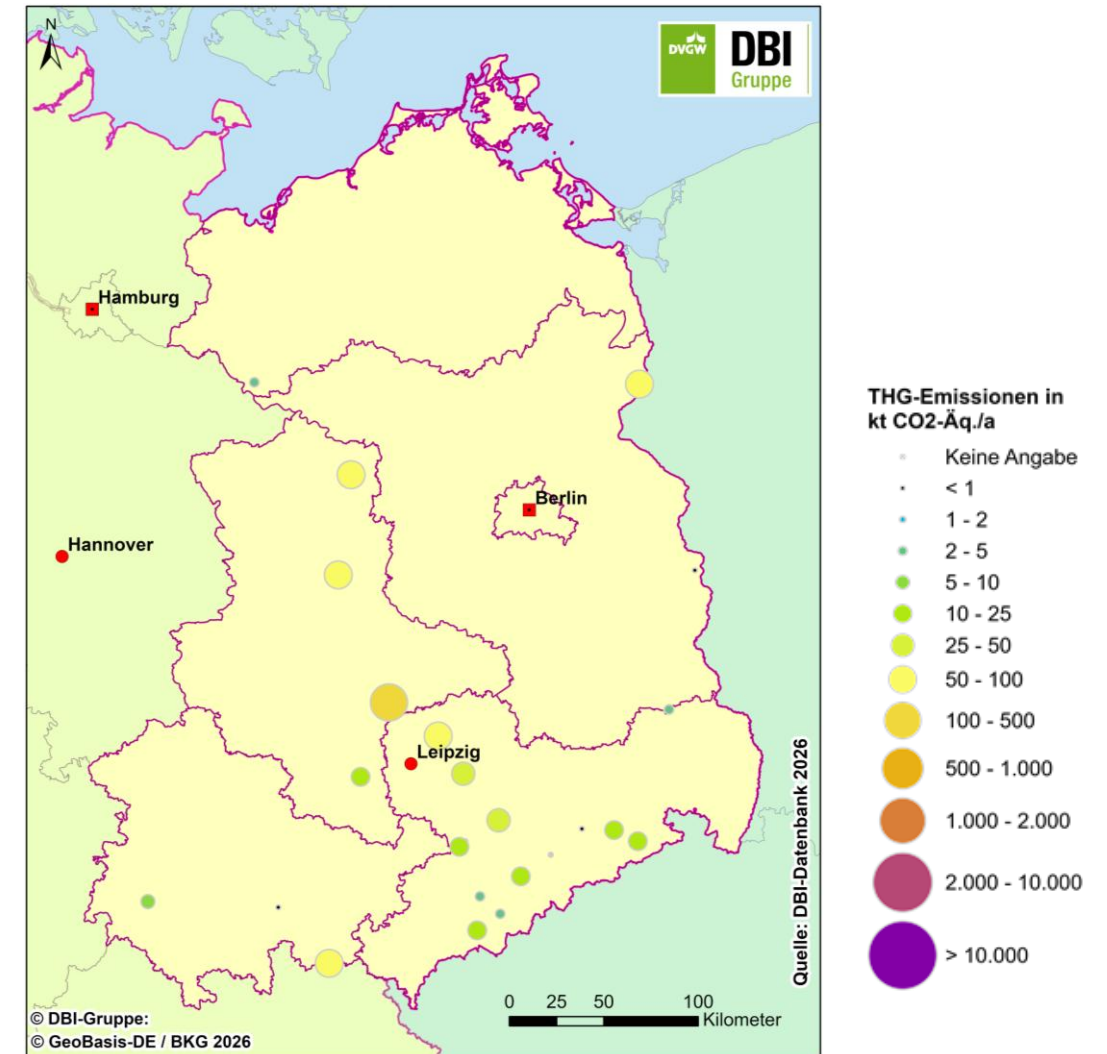 N
DVGW
DBI
Gruppe
Hamburg
Berlin
Hannover
Leipzig
Quelle: DBI-Datenbank 2026
0 25 50 100
Kilometer
© DBI-Gruppe:
© GeoBasis-DE / BKG 2026
THG-Emissionen in
kt CO2-Äq./a
Keine Angabe
< 1
1 - 2
2 - 5
5 - 10
10 - 25
25 - 50
50 - 100
100 - 500
500 - 1.000
1.000 - 2.000
2.000 - 10.000
> 10.000